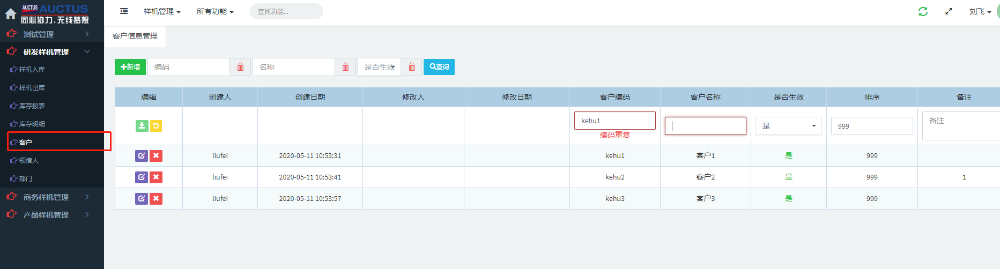 AUCTUS AUCTUS
同心协力.无线梦想
测试管理
研发样机管理
样机入库
样机出库
库存报表
库存明细
客户
领借人
部门
商务样机管理
产品样机管理
样机管理 所有功能 查找功能... 刘飞
客户信息管理
新增 编码 名称 是否生效 查询
编辑 创建人 创建日期 修改人 修改日期 客户编码 客户名称 是否生效 排序 备注
kehu1 是 999 备注
编码重复
liufei 2020-05-11 10:53:31 kehu1 客户1 是 999
liufei 2020-05-11 10:53:41 kehu2 客户2 是 999 1
liufei 2020-05-11 10:53:57 kehu3 客户3 是 999